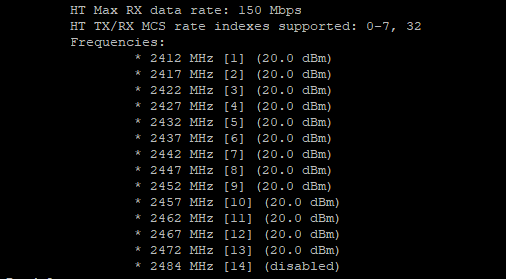 HT Max RX data rate: 150 Mbps
HT TX/RX MCS rate indexes supported: 0-7, 32
Frequencies:
* 2412 MHz [1] (20.0 dBm)
* 2417 MHz [2] (20.0 dBm)
* 2422 MHz [3] (20.0 dBm)
* 2427 MHz [4] (20.0 dBm)
* 2432 MHz [5] (20.0 dBm)
* 2437 MHz [6] (20.0 dBm)
* 2442 MHz [7] (20.0 dBm)
* 2447 MHz [8] (20.0 dBm)
* 2452 MHz [9] (20.0 dBm)
* 2457 MHz [10] (20.0 dBm)
* 2462 MHz [11] (20.0 dBm)
* 2467 MHz [12] (20.0 dBm)
* 2472 MHz [13] (20.0 dBm)
* 2484 MHz [14] (disabled)